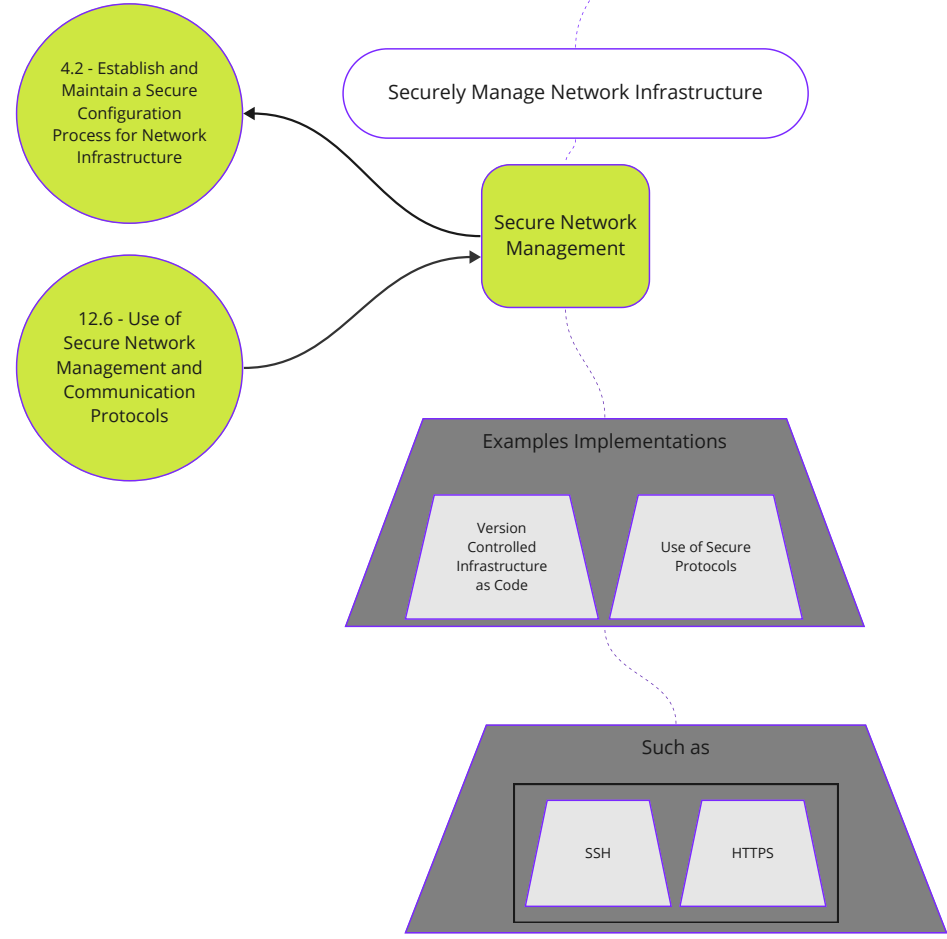 4.2 - Establish and
Maintain a Secure
Configuration
Process for Network
Infrastructure
Securely Manage Network Infrastructure
Secure Network
Management
12.6 - Use of
Secure Network
Management and
Communication
Protocols
Examples Implementations
Version
Controlled
Infrastructure
as Code
Use of Secure
Protocols
Such as
SSH
HTTPS